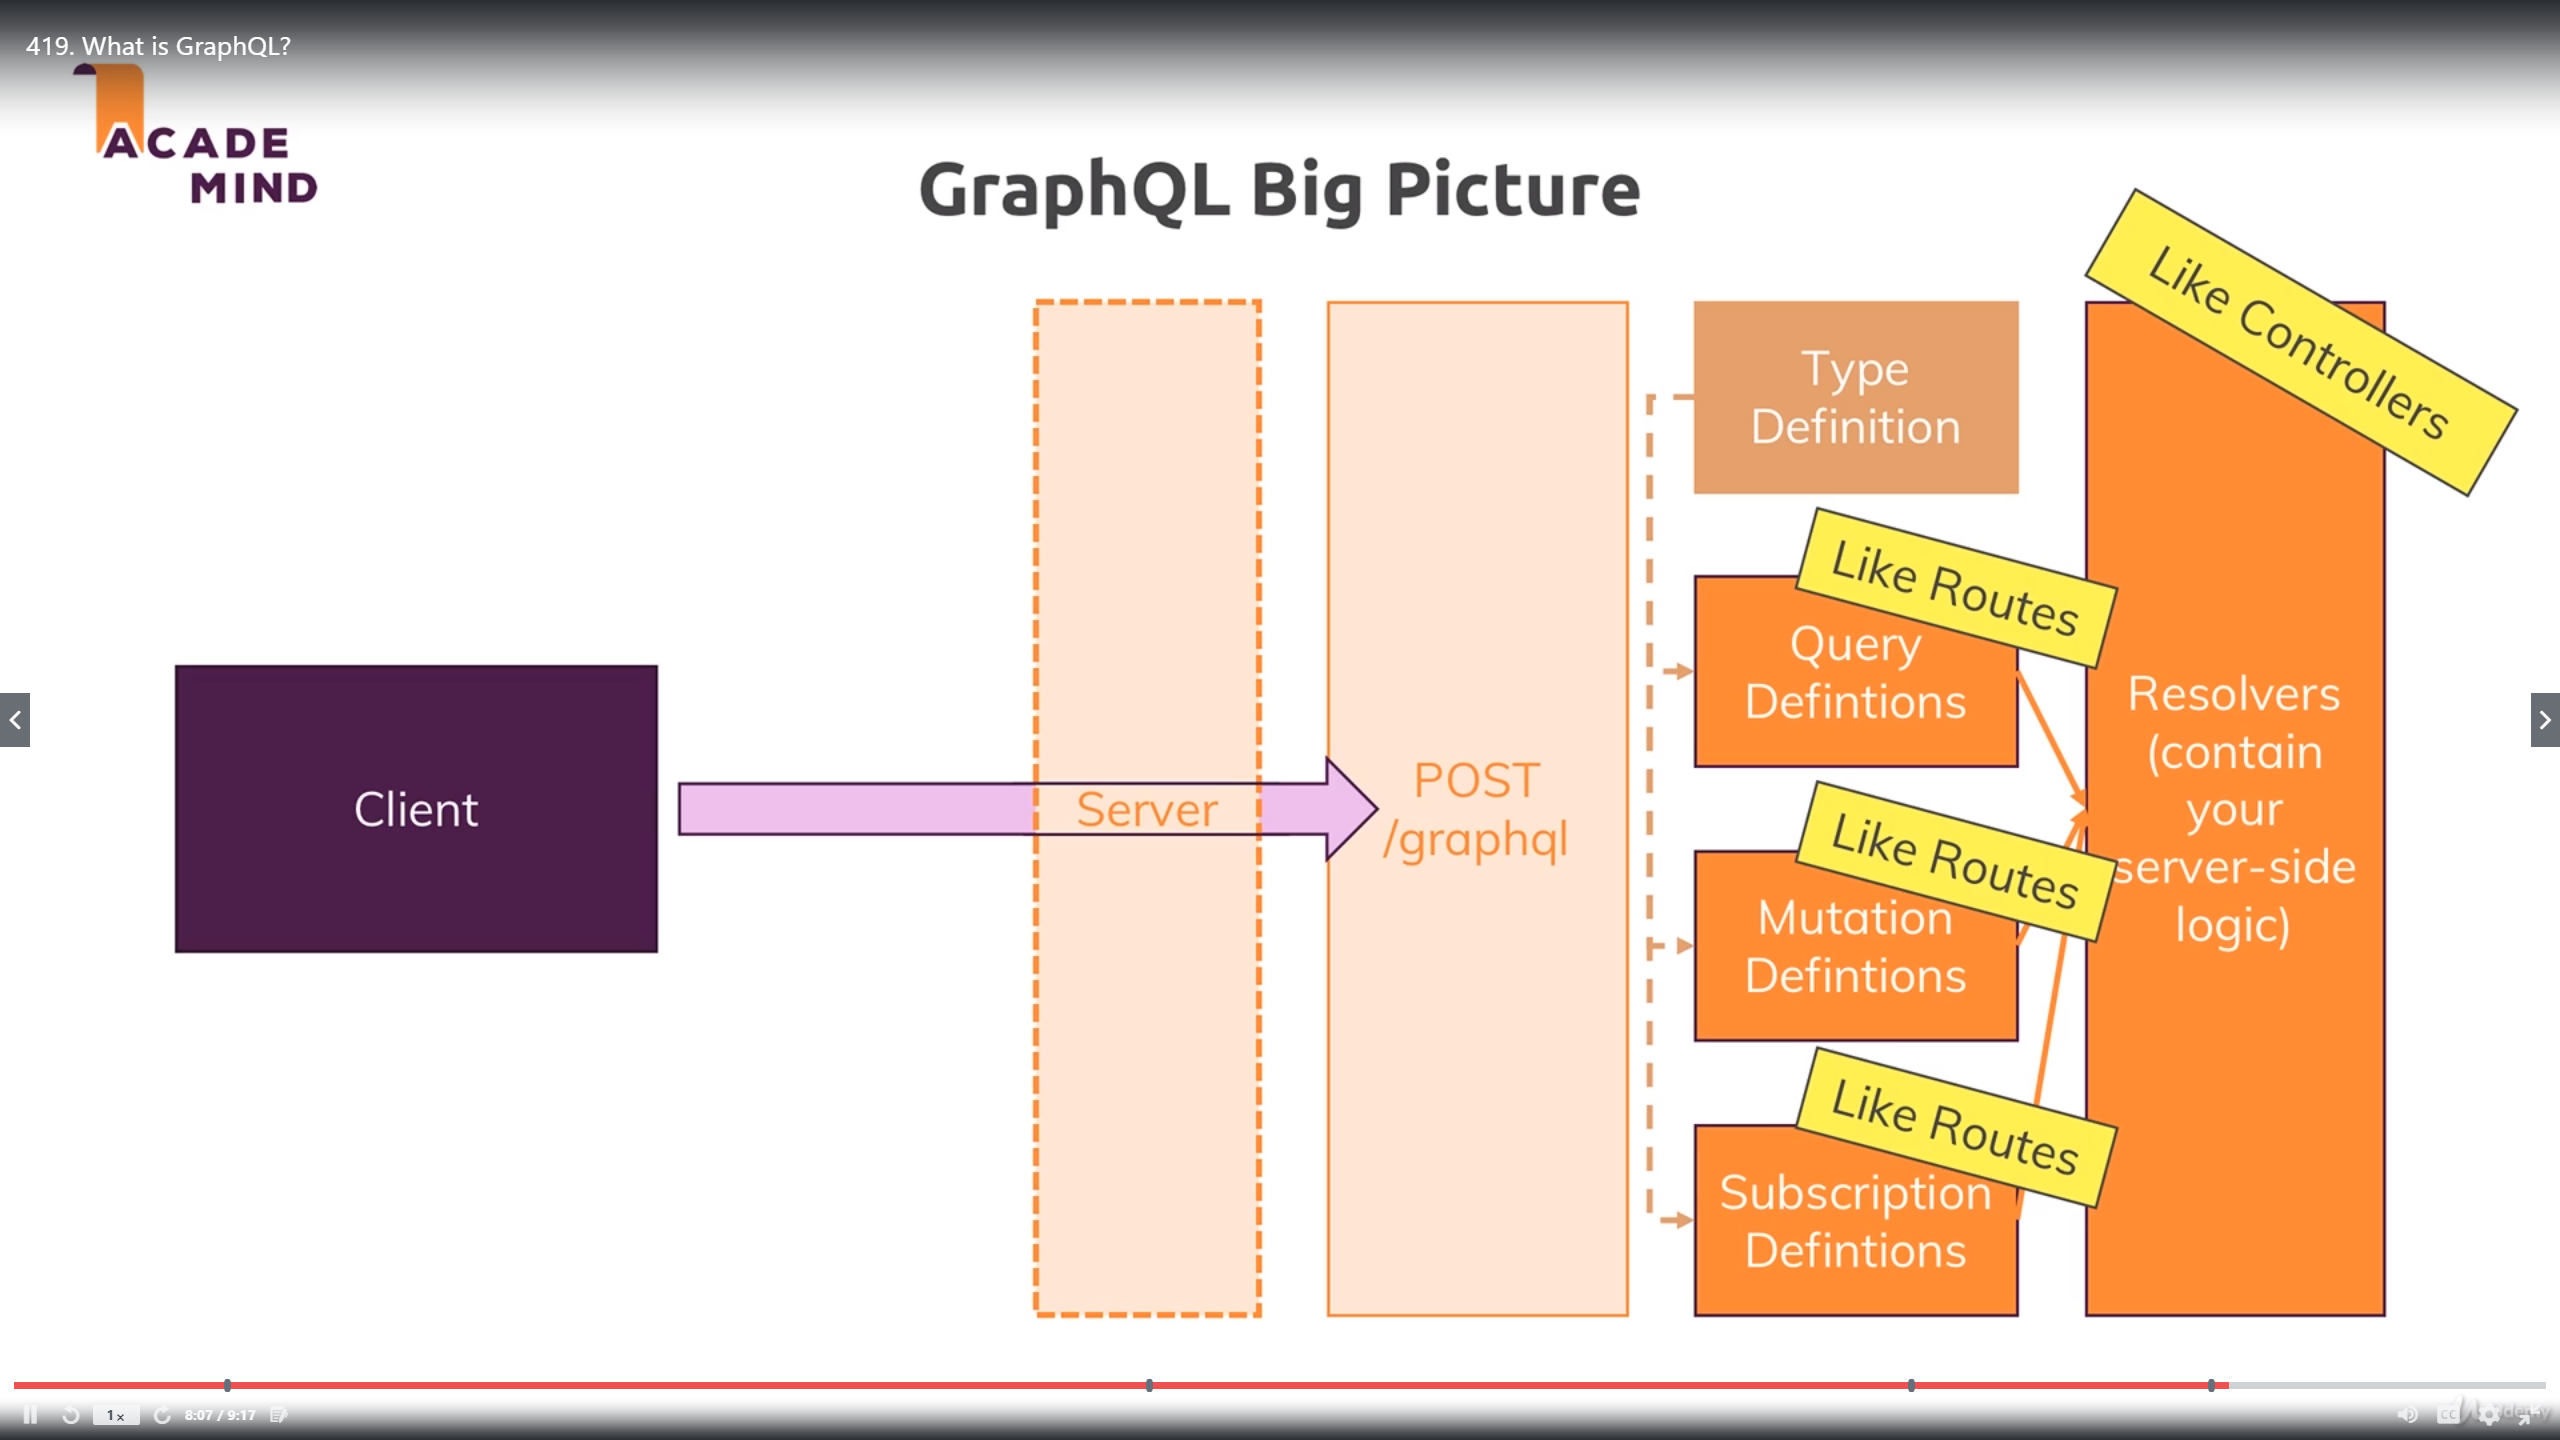 419. What is GraphQL?
ACADE
MIND
GraphQL Big Picture
Like Controllers
Type
Definition
Like Routes
Query
Defintions
Resolvers
(contain
your
server-side
logic)
Client
Server
POST
/graphql
Like Routes
Mutation
Defintions
Like Routes
Subscription
Defintions
1x
8:07 / 9:17
CC